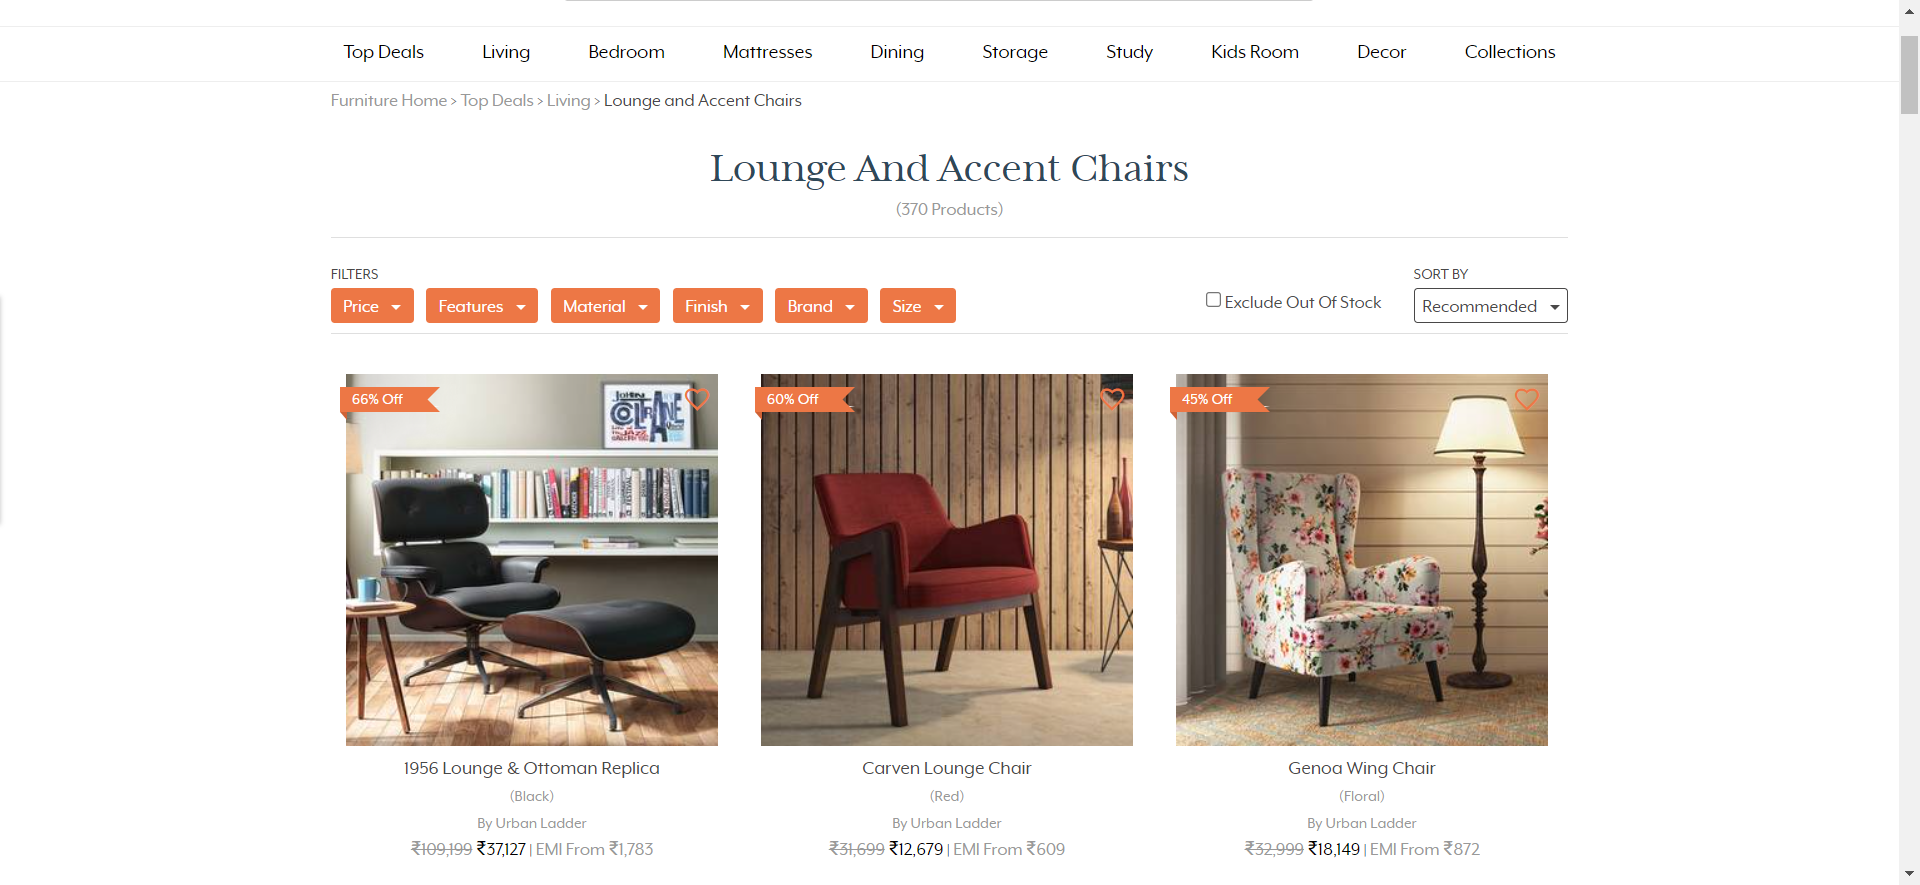 Top Deals Living Bedroom Mattresses Dining Storage Study Kids Room Decor Collections
Furniture Home > Top Deals > Living > Lounge and Accent Chairs
Lounge And Accent Chairs
(370 Products)
FILTERS
SORT BY
Price Features Material Finish Brand Size
Exclude Out Of Stock
Recommended
66% Off
JOHN
COLTRANE
60% Off
45% Off
1956 Lounge & Ottoman Replica
(Black)
By Urban Ladder
₹109,199 ₹37,127 | EMI From ₹1,783
Carven Lounge Chair
(Red)
By Urban Ladder
₹31,699 ₹12,679 | EMI From ₹609
Genoa Wing Chair
(Floral)
By Urban Ladder
₹32,999 ₹18,149 | EMI From ₹872